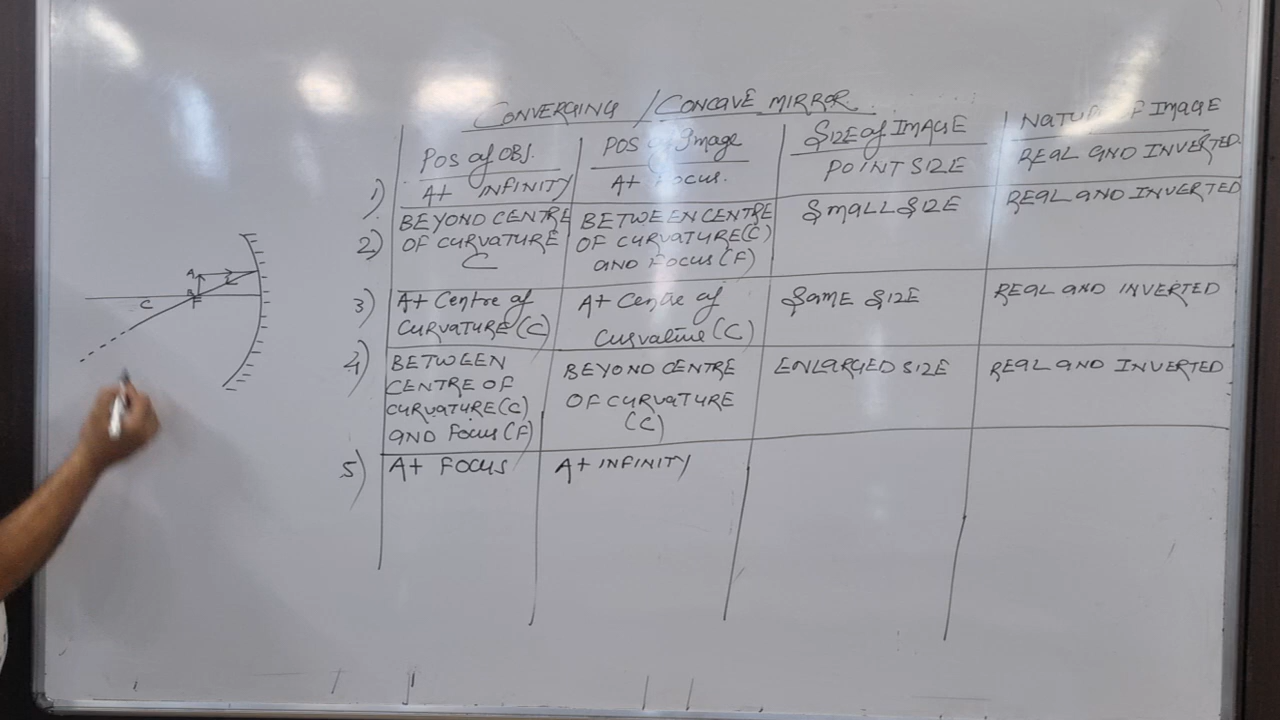 CONVERGING / CONCAVE MIRROR
POS of OBJ.
POS of Image
SIZE of IMAGE
NATURE OF IMAGE
1)
At INFINITY
At FOCUS.
POINT SIZE
REAL AND INVERTED.
2)
BEYOND CENTRE
OF CURVATURE
C
BETWEEN CENTRE
OF CURVATURE(C)
AND FOCUS(F)
SMALL SIZE
REAL AND INVERTED
3)
At Centre of
CURVATURE(C)
At Centre of
Curvature(C)
SAME SIZE
REAL AND INVERTED
4)
BETWEEN
CENTRE OF
CURVATURE(C)
AND FOCUS(F)
BEYOND CENTRE
OF CURVATURE
(C)
ENLARGED SIZE
REAL AND INVERTED
5)
At FOCUS
At INFINITY
A
B
C
F